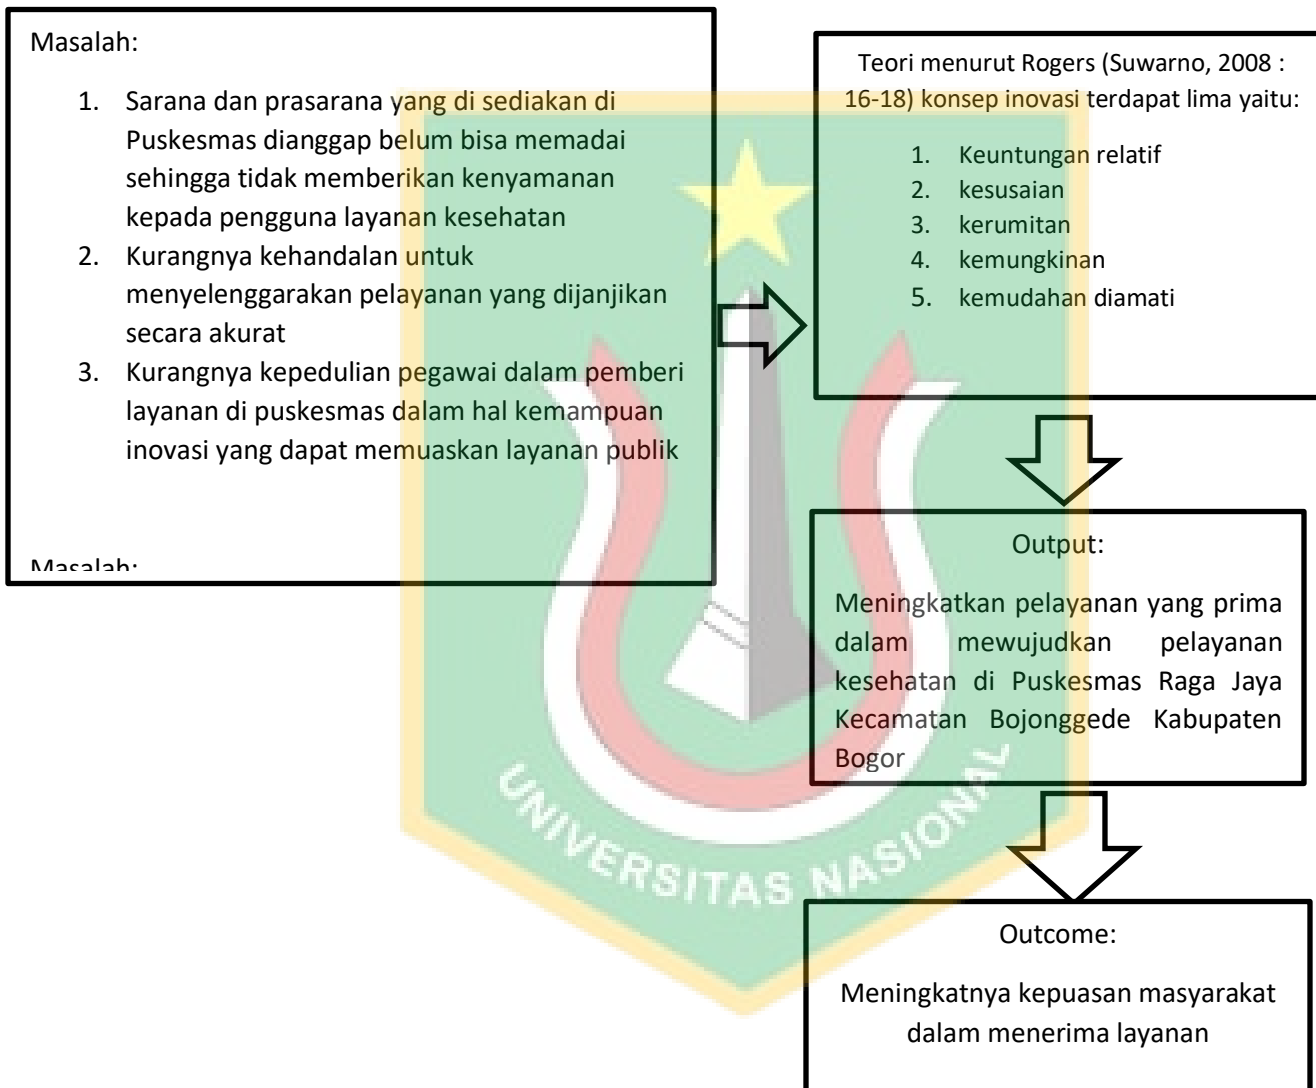 Masalah:
1. Sarana dan prasarana yang di sediakan di
Puskesmas dianggap belum bisa memadai
sehingga tidak memberikan kenyamanan
kepada pengguna layanan kesehatan
2. Kurangnya kehandalan untuk
menyelenggarakan pelayanan yang dijanjikan
secara akurat
3. Kurangnya kepedulian pegawai dalam pemberi
layanan di puskesmas dalam hal kemampuan
inovasi yang dapat memuaskan layanan publik
Masalah:
Teori menurut Rogers (Suwarno, 2008 :
16-18) konsep inovasi terdapat lima yaitu:
1. Keuntungan relatif
2. kesusaian
3. kerumitan
4. kemungkinan
5. kemudahan diamati
Output:
Meningkatkan pelayanan yang prima
dalam mewujudkan pelayanan
kesehatan di Puskesmas Raga Jaya
Kecamatan Bojonggede Kabupaten
Bogor
Outcome:
Meningkatnya kepuasan masyarakat
dalam menerima layanan
UNIVERSITAS NASIONAL